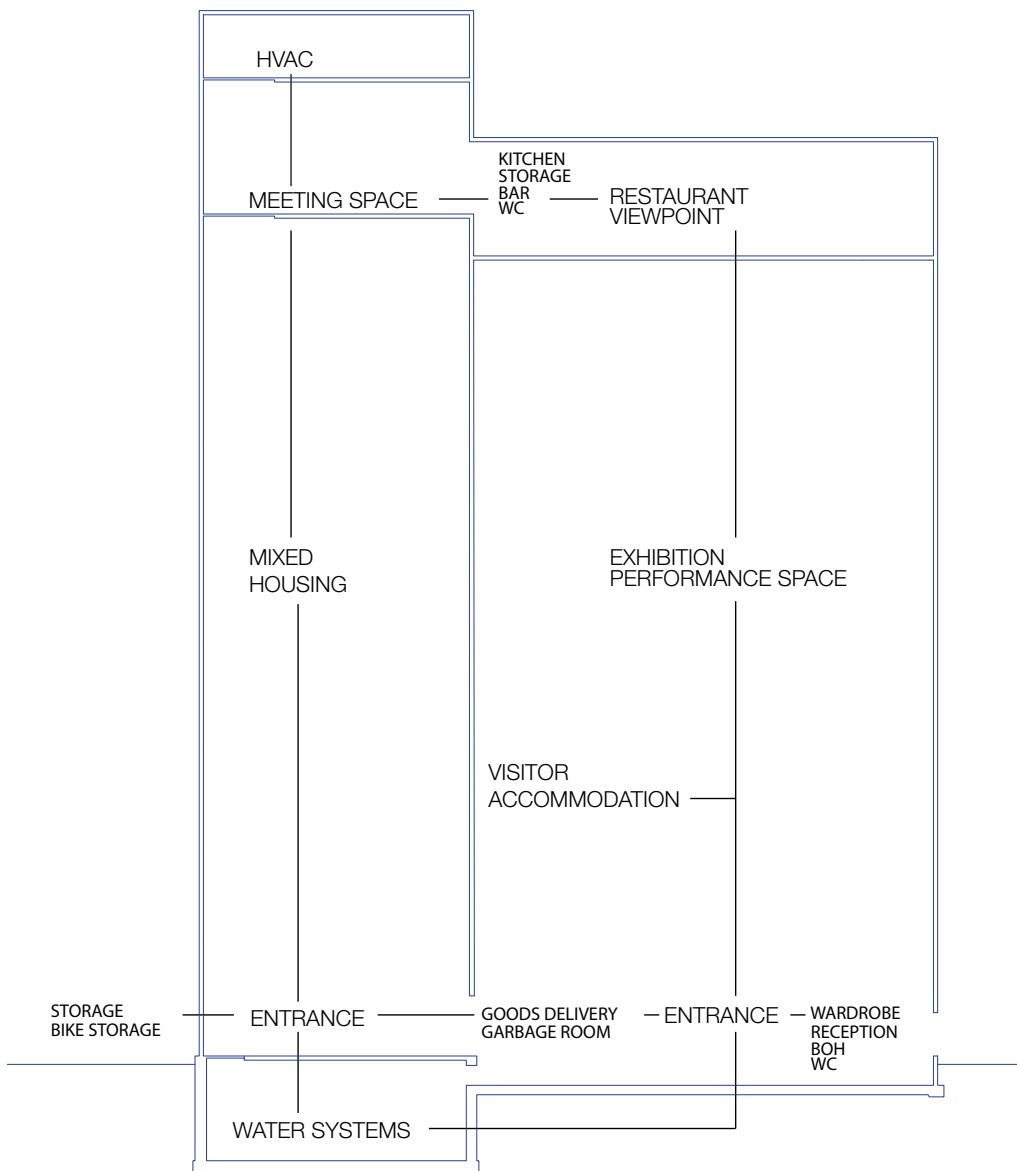 HVAC
MEETING SPACE
KITCHEN
STORAGE
BAR
WC
RESTAURANT
VIEWPOINT
MIXED
HOUSING
EXHIBITION
PERFORMANCE SPACE
VISITOR
ACCOMMODATION
STORAGE
BIKE STORAGE
ENTRANCE
GOODS DELIVERY
GARBAGE ROOM
ENTRANCE
WARDROBE
RECEPTION
BOH
WC
WATER SYSTEMS